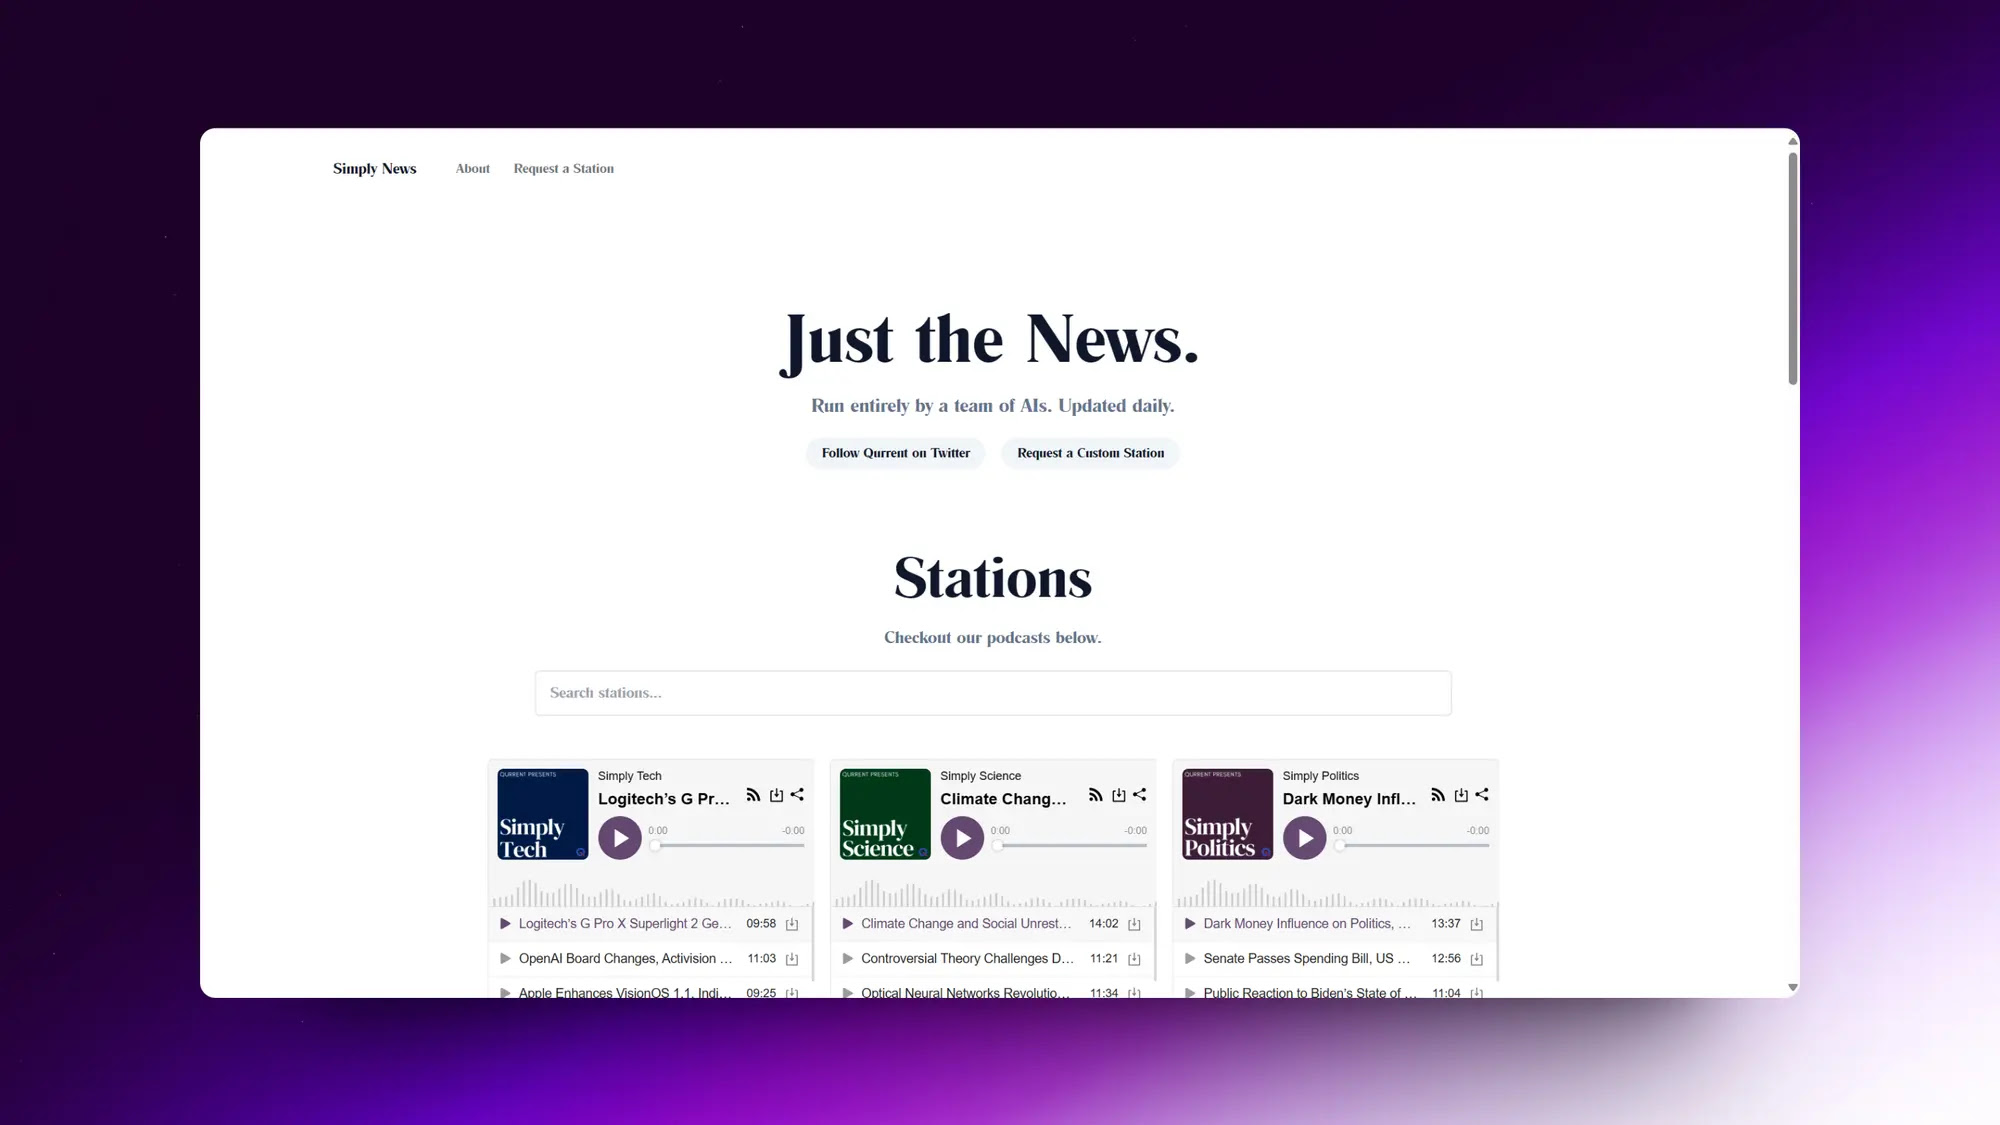 Simply News About Request a Station
Just the News.
Run entirely by a team of AIs. Updated daily.
Follow Qurrent on Twitter Request a Custom Station
Stations
Checkout our podcasts below.
Search stations...
QURRENT PRESENTS
Simply
Tech
Simply Tech
Logitech’s G Pr...
0:00 -0:00
Logitech's G Pro X Superlight 2 Ge... 09:58
OpenAI Board Changes, Activision ... 11:03
Apple Enhances VisionOS 1.1, Indi... 09:25
QURRENT PRESENTS
Simply
Science
Simply Science
Climate Chang...
0:00 -0:00
Climate Change and Social Unrest... 14:02
Controversial Theory Challenges D... 11:21
Optical Neural Networks Revolutio... 11:34
QURRENT PRESENTS
Simply
Politics
Simply Politics
Dark Money Infl...
0:00 -0:00
Dark Money Influence on Politics, ... 13:37
Senate Passes Spending Bill, US ... 12:56
Public Reaction to Biden's State of ... 11:04